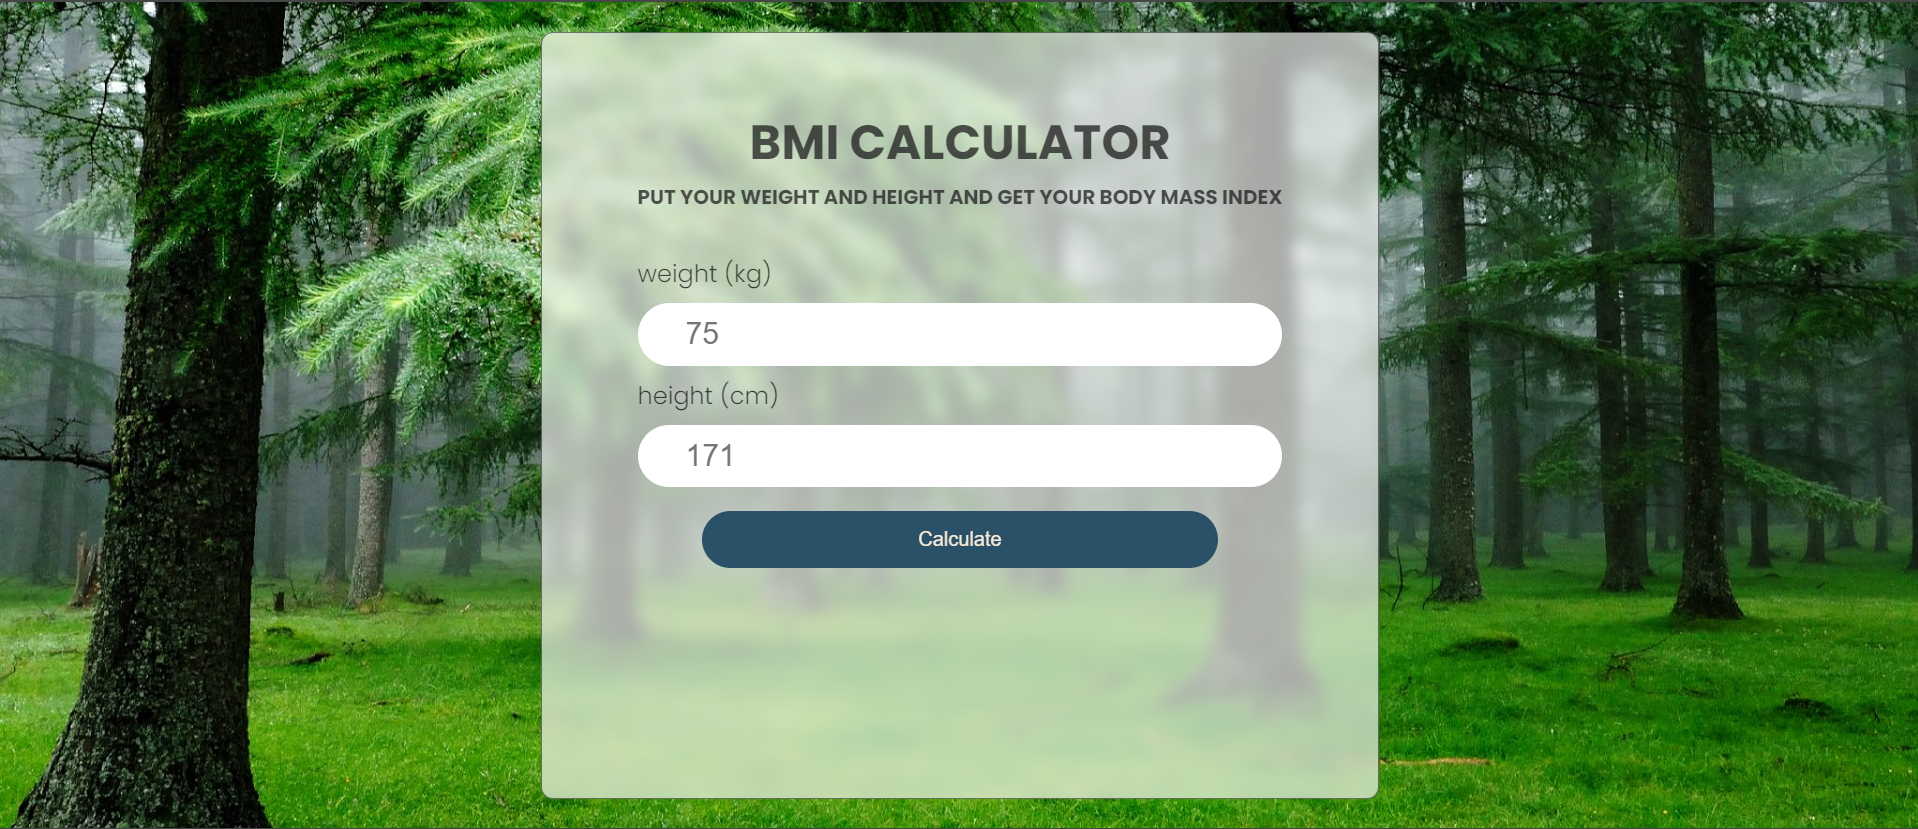 BMI CALCULATOR
PUT YOUR WEIGHT AND HEIGHT AND GET YOUR BODY MASS INDEX
weight (kg)
75
height (cm)
171
Calculate